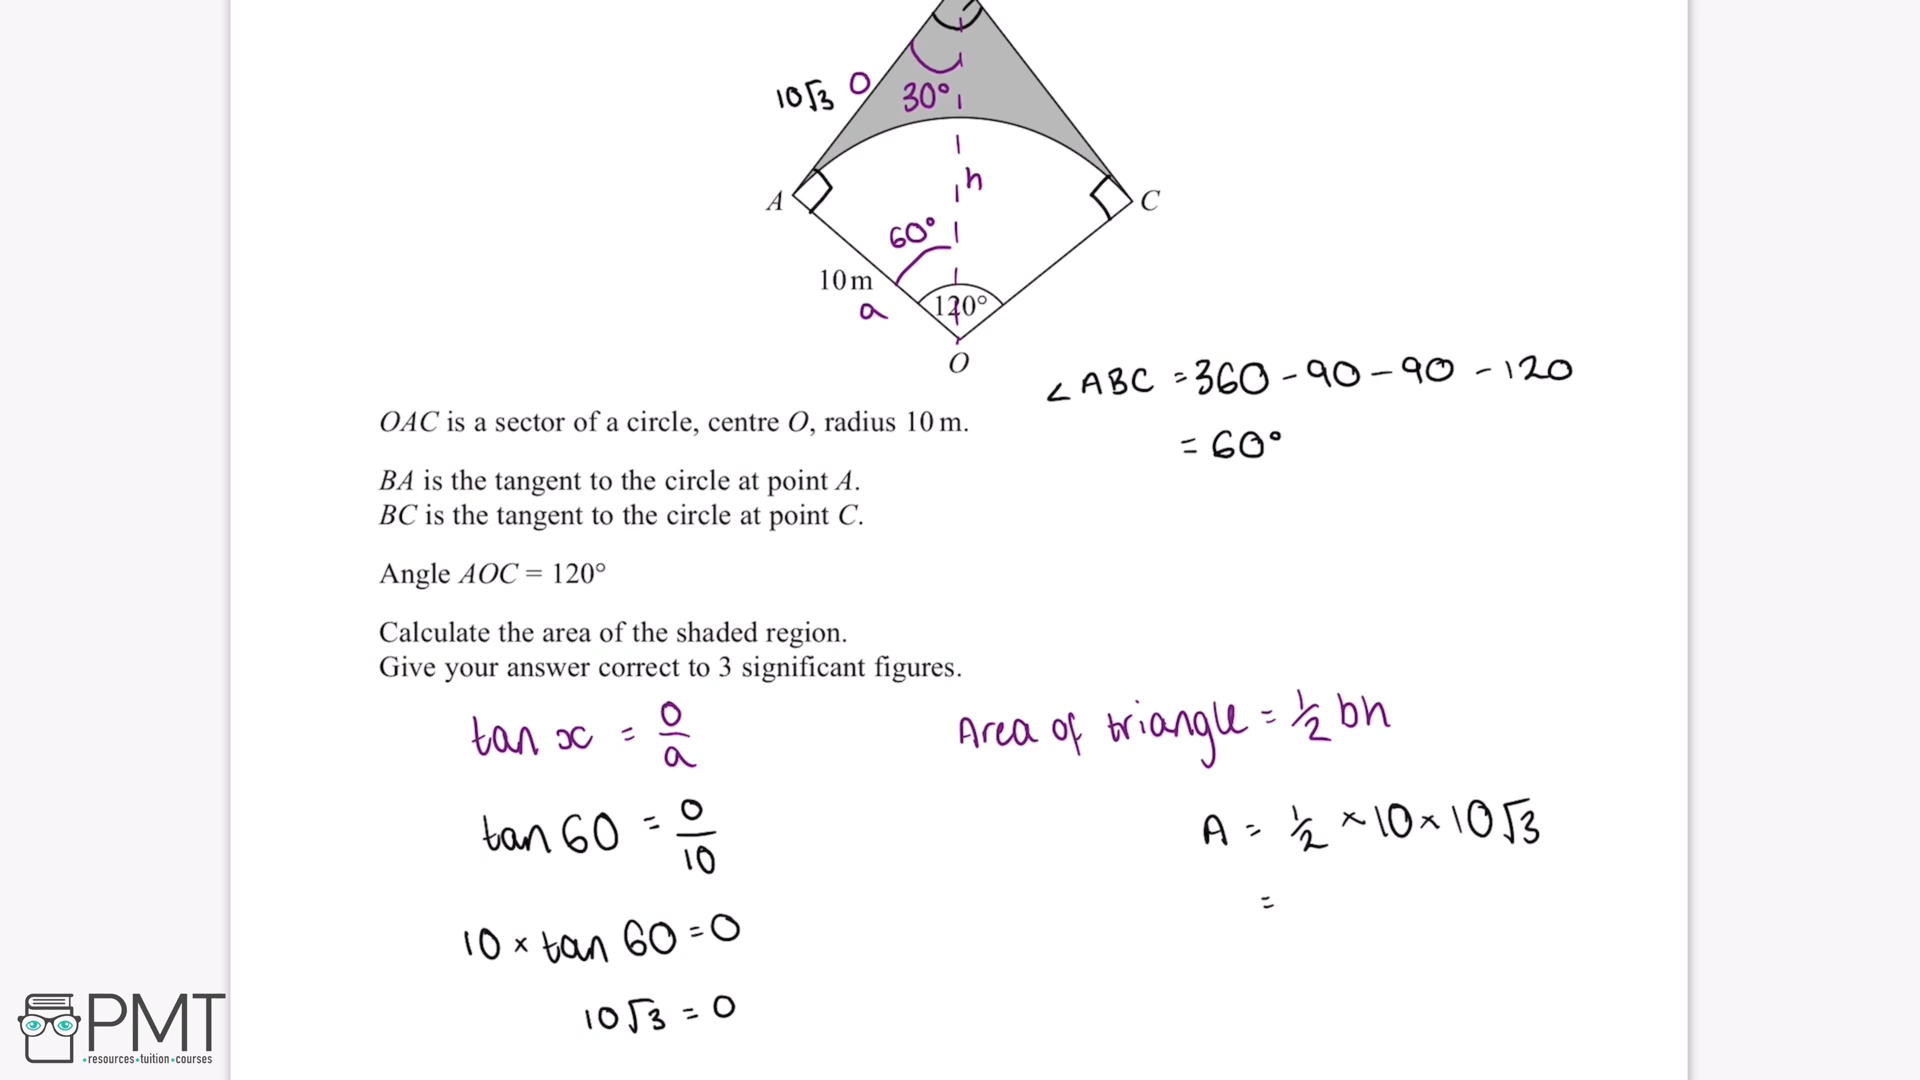 10√3 o
30°
h
A
C
60°
10 m
a
120°
O
∠ABC = 360 - 90 - 90 - 120
= 60°
OAC is a sector of a circle, centre O, radius 10 m.
BA is the tangent to the circle at point A.
BC is the tangent to the circle at point C.
Angle AOC = 120°
Calculate the area of the shaded region.
Give your answer correct to 3 significant figures.
tan x = o/a
tan 60 = o/10
10 × tan 60 = o
10√3 = o
Area of triangle = ½ bh
A = ½ × 10 × 10√3
=
PMT
•resources•tuition•courses